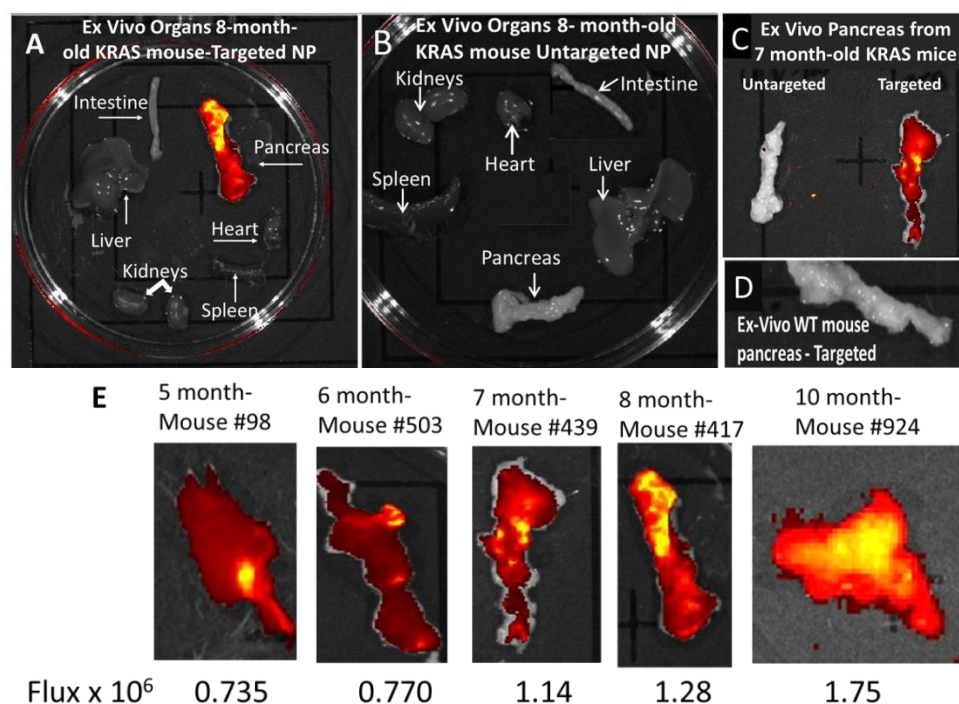 A
Ex Vivo Organs 8-month-
old KRAS mouse-Targeted NP
Intestine
Pancreas
Liver
Heart
Kidneys
Spleen
B
Ex Vivo Organs 8- month-old
KRAS mouse Untargeted NP
Kidneys
Intestine
Heart
Liver
Spleen
Pancreas
C
Ex Vivo Pancreas from
7 month-old KRAS mice
Untargeted
Targeted
D
Ex-Vivo WT mouse
pancreas - Targeted
E
5 month-
Mouse #98
6 month-
Mouse #503
7 month-
Mouse #439
8 month-
Mouse #417
10 month-
Mouse #924
Flux x 10⁶ 0.735 0.770 1.14 1.28 1.75